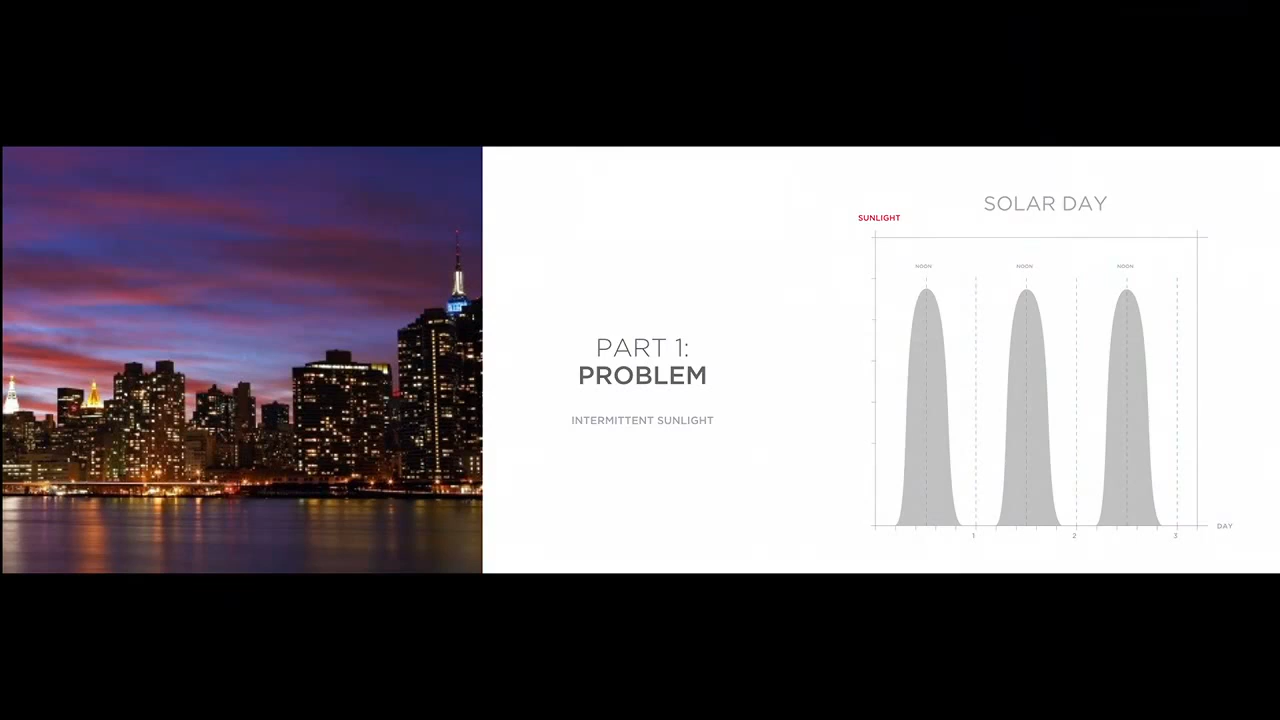 PART 1:
PROBLEM
INTERMITTENT SUNLIGHT
SOLAR DAY
SUNLIGHT
NOON
NOON
NOON
DAY
1
2
3